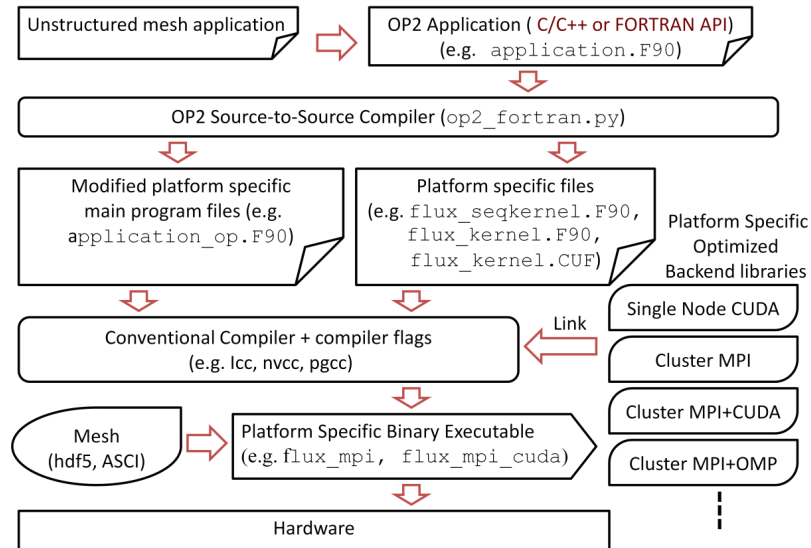 Unstructured mesh application
OP2 Application ( C/C++ or FORTRAN API)
(e.g. application.F90)
OP2 Source-to-Source Compiler (op2_fortran.py)
Modified platform specific
main program files (e.g.
application_op.F90)
Platform specific files
(e.g. flux_seqkernel.F90,
flux_kernel.F90,
flux_kernel.CUF)
Platform Specific
Optimized
Backend libraries
Single Node CUDA
Conventional Compiler + compiler flags
(e.g. Icc, nvcc, pgcc)
Link
Cluster MPI
Cluster MPI+CUDA
Mesh
(hdf5, ASCI)
Platform Specific Binary Executable
(e.g. flux_mpi, flux_mpi_cuda)
Cluster MPI+OMP
Hardware